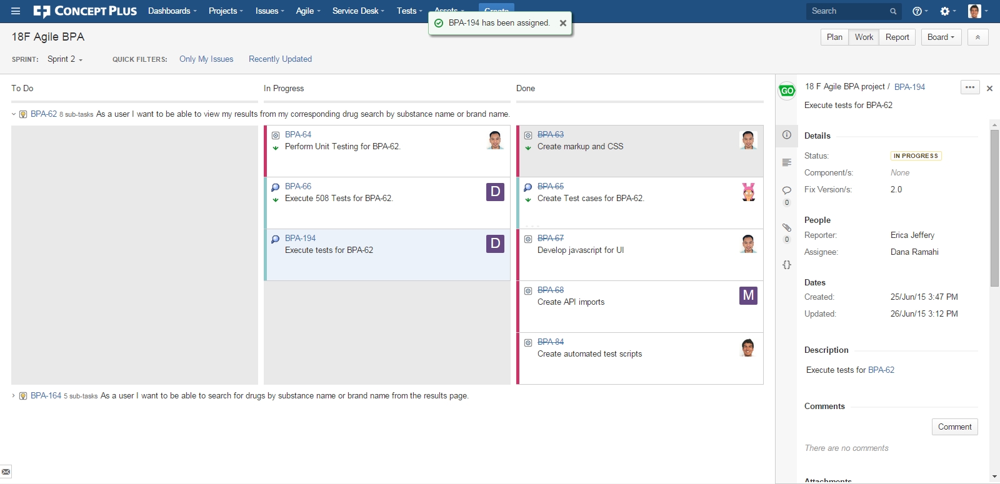 CONCEPT PLUS Dashboards Projects Issues Agile Service Desk Tests Assets Create Search
BPA-194 has been assigned.
18F Agile BPA
Plan Work Report Board
SPRINT: Sprint 2 QUICK FILTERS: Only My Issues Recently Updated
To Do In Progress Done
BPA-62 8 sub-tasks As a user I want to be able to view my results from my corresponding drug search by substance name or brand name.
BPA-64
Perform Unit Testing for BPA-62.
BPA-66
Execute 508 Tests for BPA-62.
D
BPA-194
Execute tests for BPA-62
D
BPA-63
Create markup and CSS
BPA-65
Create Test cases for BPA-62.
BPA-67
Develop javascript for UI
BPA-68
Create API imports
M
BPA-84
Create automated test scripts
BPA-164 5 sub-tasks As a user I want to be able to search for drugs by substance name or brand name from the results page.
GO
18 F Agile BPA project / BPA-194
Execute tests for BPA-62
0
0
Details
Status: IN PROGRESS
Component/s: None
Fix Version/s: 2.0
People
Reporter: Erica Jeffery
Assignee: Dana Ramahi
Dates
Created: 25/Jun/15 3:47 PM
Updated: 26/Jun/15 3:12 PM
Description
Execute tests for BPA-62
Comments
Comment
There are no comments
Attachments